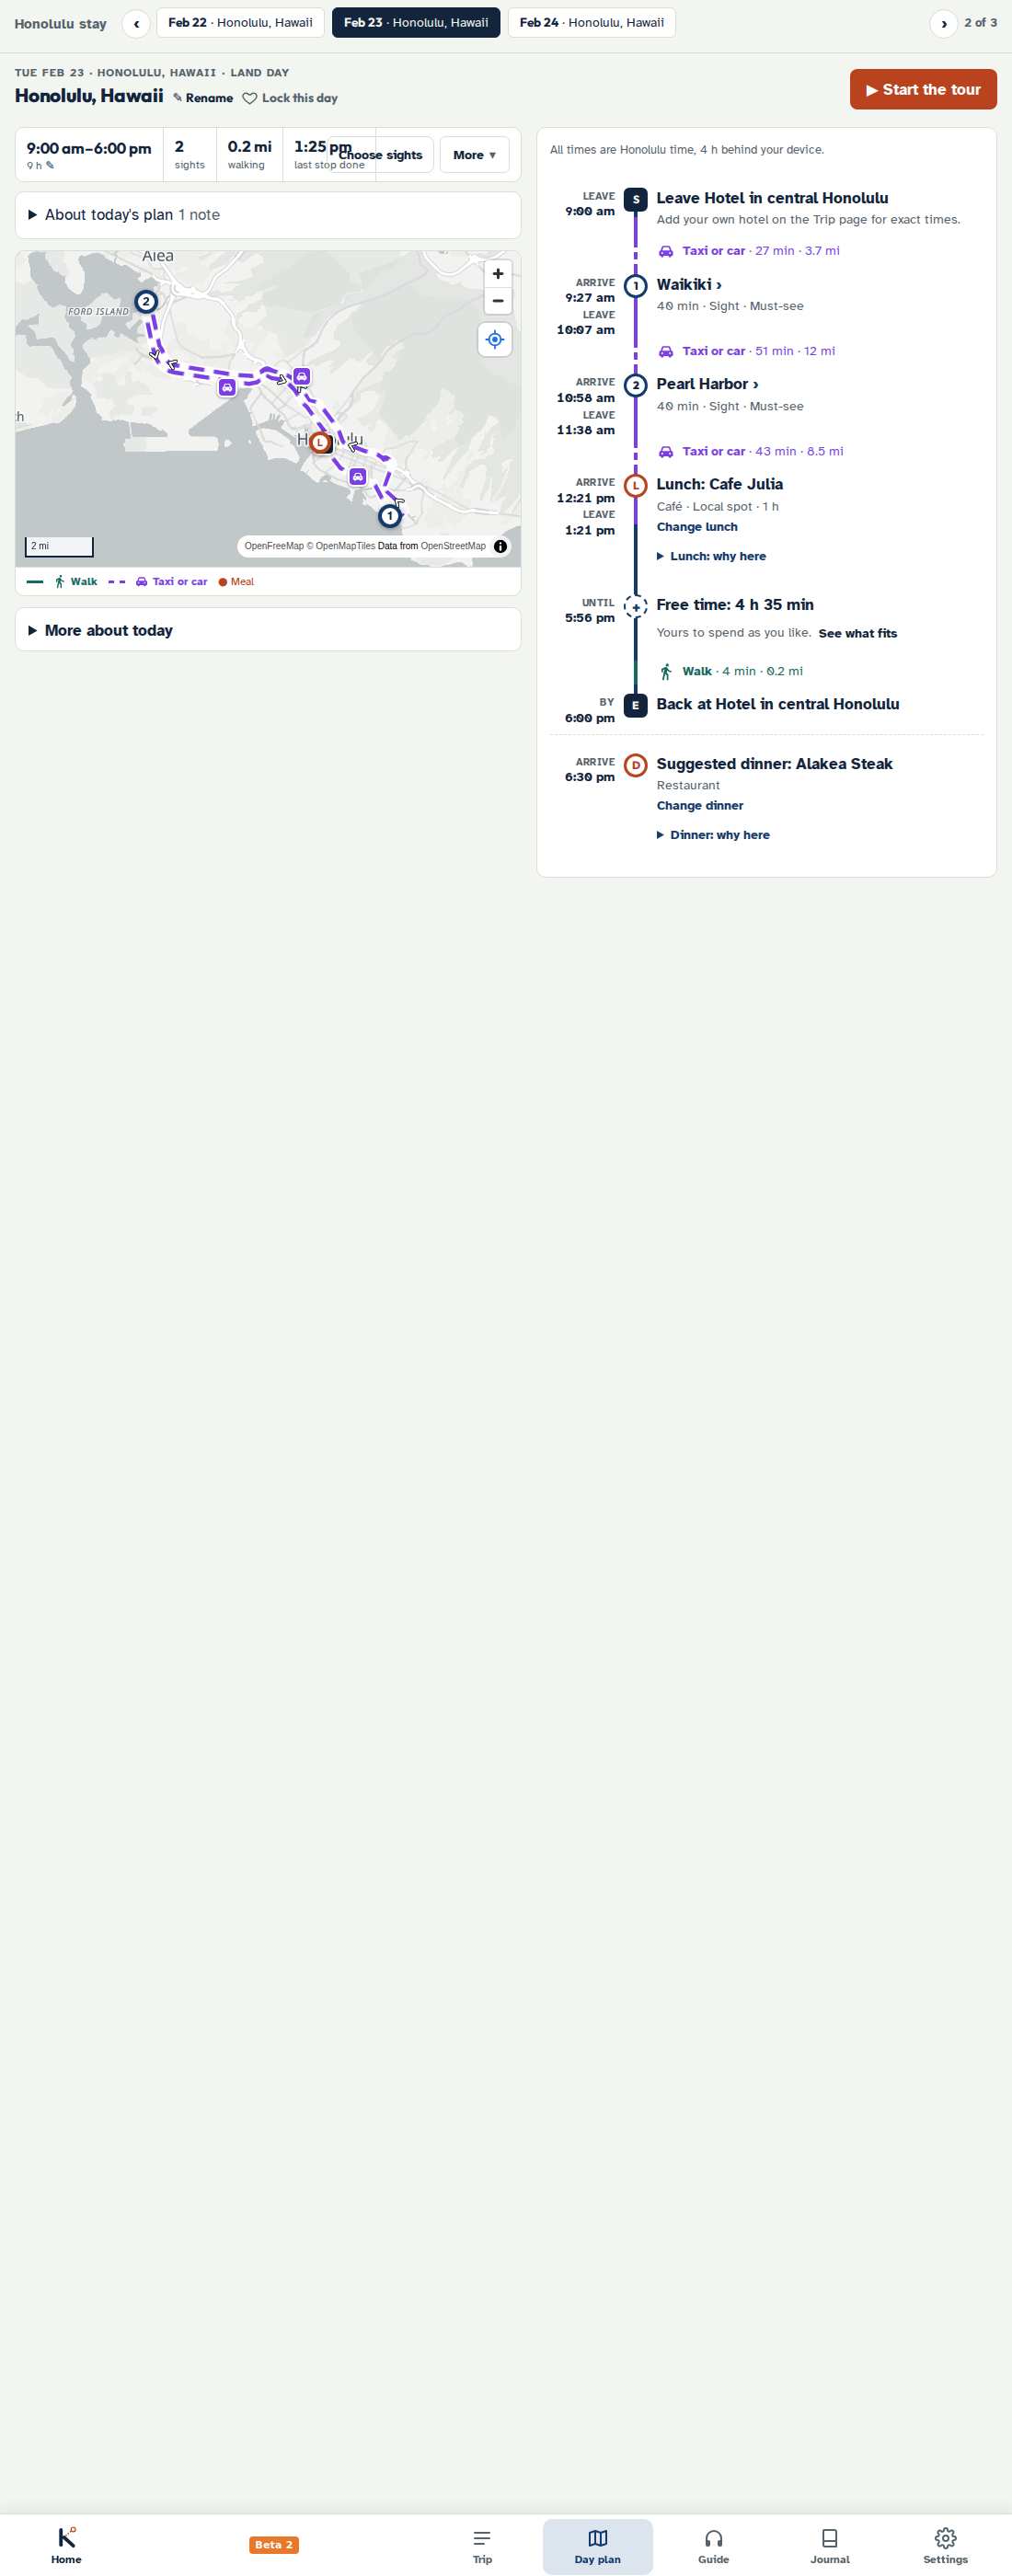 Honolulu stay
‹
Feb 22 · Honolulu, Hawaii
Feb 23 · Honolulu, Hawaii
Feb 24 · Honolulu, Hawaii
›
2 of 3
TUE FEB 23 · HONOLULU, HAWAII · LAND DAY
Honolulu, Hawaii ✎ Rename Lock this day
▶ Start the tour
9:00 am–6:00 pm
9 h ✎
2
sights
0.2 mi
walking
1:25 pm
last stop done
Choose sights
More ▼
▶ About today's plan 1 note
Aiea
FORD ISLAND
2
h
L
1
+
−
2 mi
OpenFreeMap © OpenMapTiles Data from OpenStreetMap
Walk Taxi or car Meal
▶ More about today
All times are Honolulu time, 4 h behind your device.
LEAVE
9:00 am
S
Leave Hotel in central Honolulu
Add your own hotel on the Trip page for exact times.
Taxi or car · 27 min · 3.7 mi
ARRIVE
9:27 am
LEAVE
10:07 am
1
Waikiki ›
40 min · Sight · Must-see
Taxi or car · 51 min · 12 mi
ARRIVE
10:58 am
LEAVE
11:38 am
2
Pearl Harbor ›
40 min · Sight · Must-see
Taxi or car · 43 min · 8.5 mi
ARRIVE
12:21 pm
LEAVE
1:21 pm
L
Lunch: Cafe Julia
Café · Local spot · 1 h
Change lunch
▶ Lunch: why here
UNTIL
5:56 pm
+
Free time: 4 h 35 min
Yours to spend as you like. See what fits
Walk · 4 min · 0.2 mi
BY
6:00 pm
E
Back at Hotel in central Honolulu
ARRIVE
6:30 pm
D
Suggested dinner: Alakea Steak
Restaurant
Change dinner
▶ Dinner: why here
Home
Beta 2
Trip
Day plan
Guide
Journal
Settings